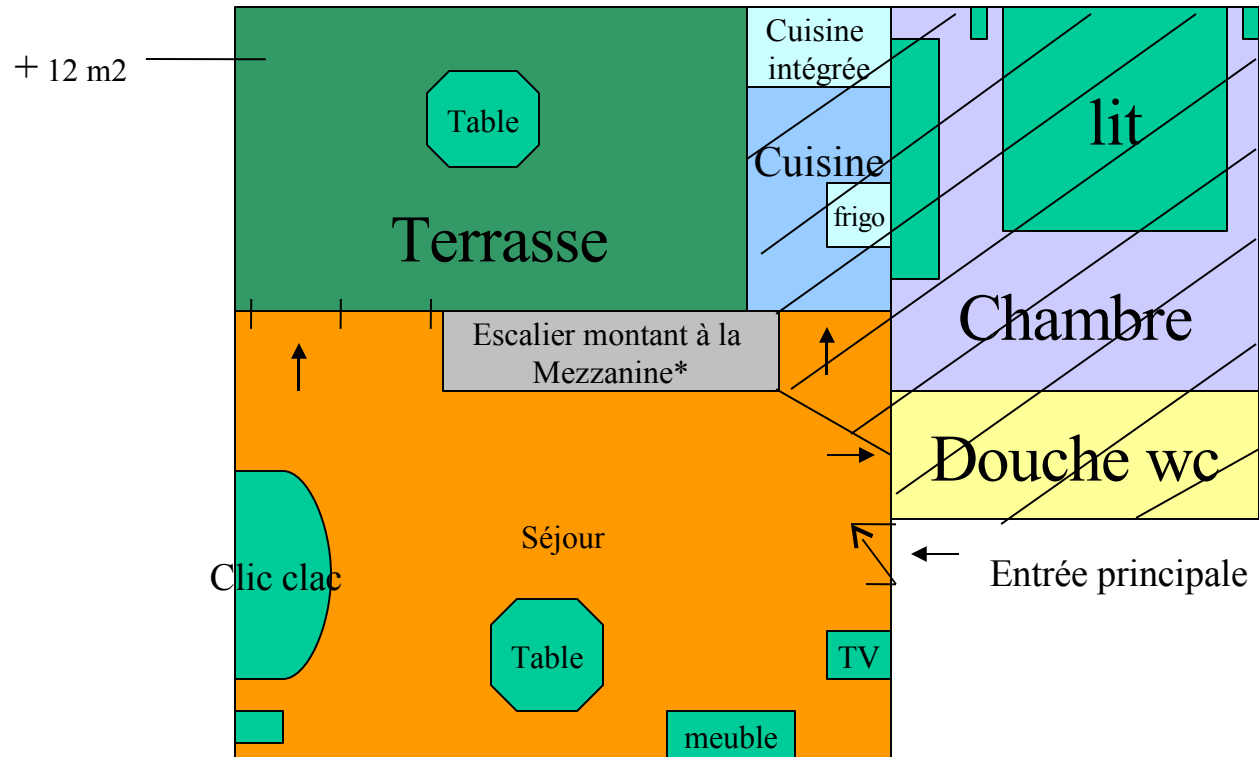 + 12 m2
Cuisine
intégrée
Table
Cuisine
lit
frigo
Terrasse
Chambre
Escalier montant à la
Mezzanine*
Douche wc
Séjour
Clic clac
Entrée principale
Table
TV
meuble